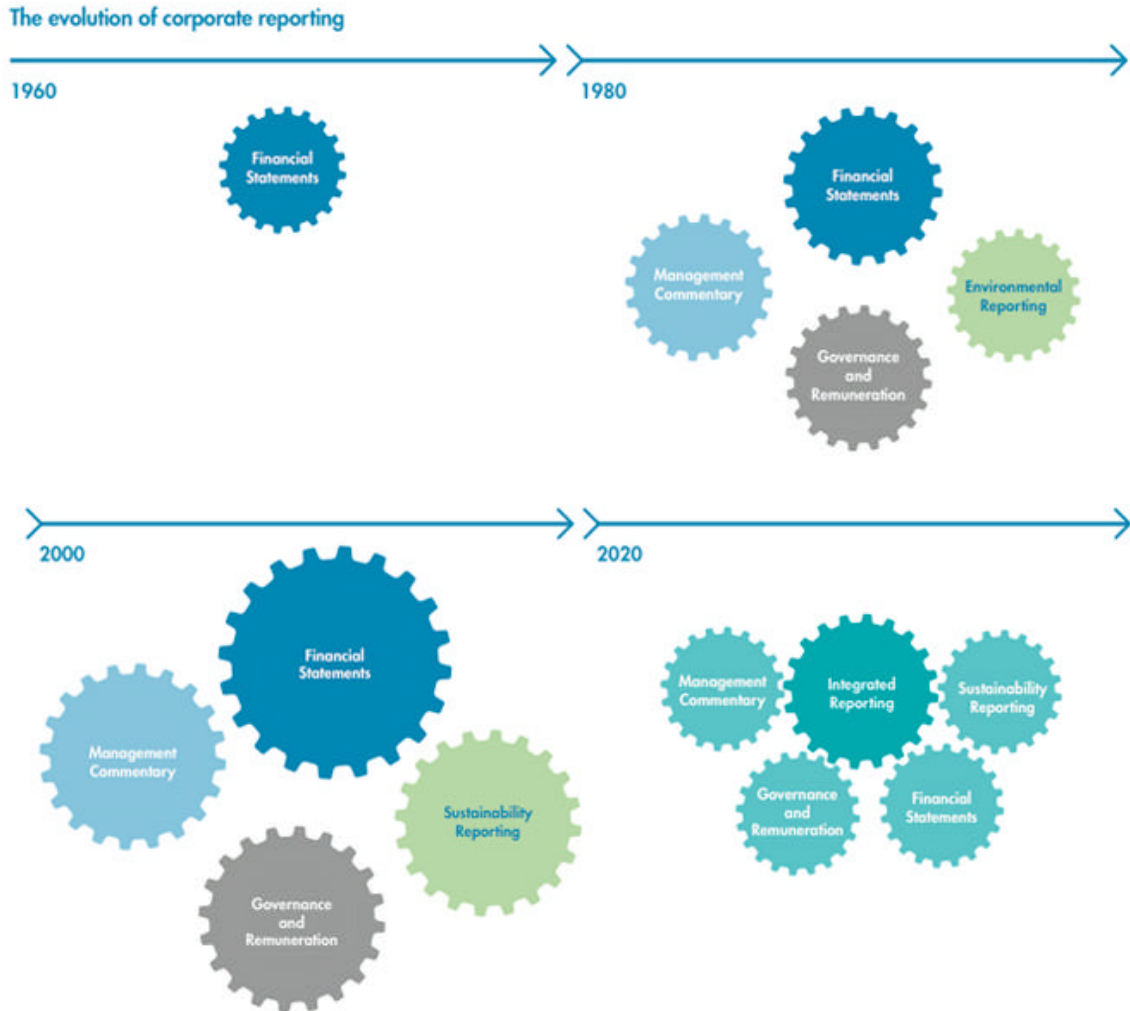 The evolution of corporate reporting
1960
1980
Financial
Statements
Financial
Statements
Management
Commentary
Environmental
Reporting
Governance
and
Remuneration
2000
2020
Financial
Statements
Management
Commentary
Sustainability
Reporting
Governance
and
Remuneration
Management
Commentary
Integrated
Reporting
Sustainability
Reporting
Governance
and
Remuneration
Financial
Statements